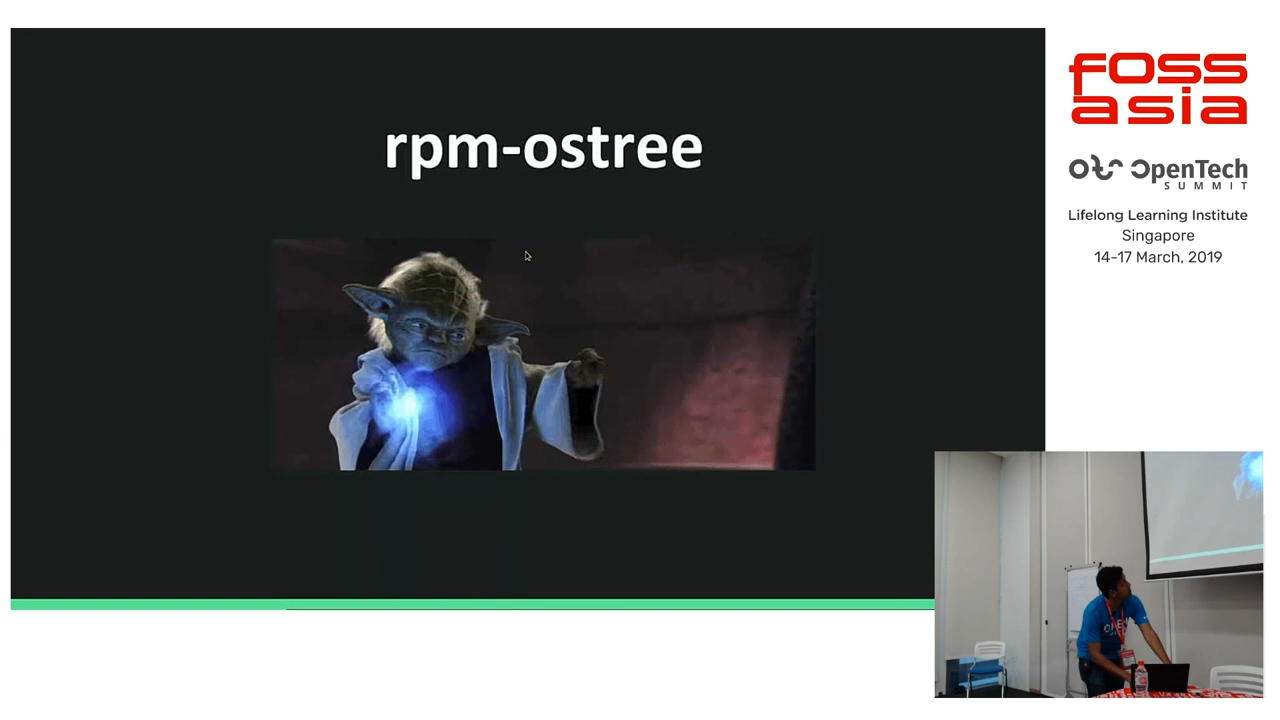 rpm-ostree
fOSS
asia
OpenTech
SUMMIT
Lifelong Learning Institute
Singapore
14-17 March, 2019